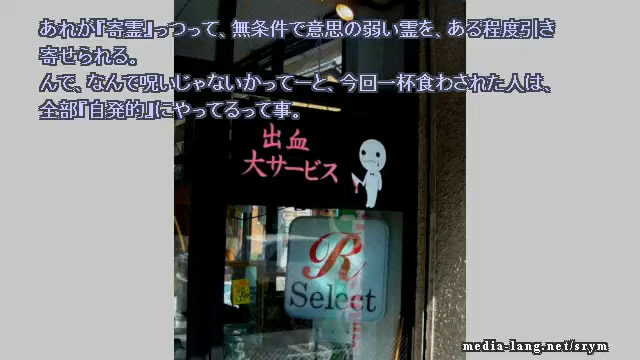 あれが『寄霊』っつって、無条件で意思の弱い霊を、ある程度引き
寄せられる。
んで、なんで呪いじゃないかってーと、今回一杯食わされた人は、
全部『自発的』にやってるって事。
出血
大サービス
R
Select
media-lang.net/srym